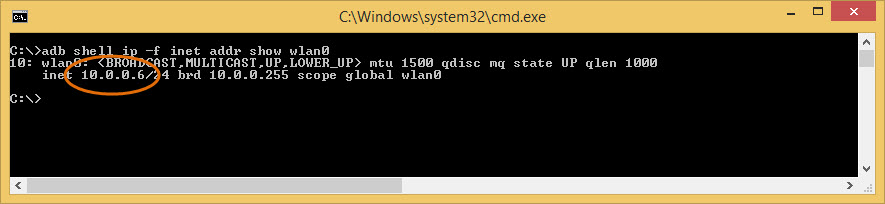 C:\Windows\system32\cmd.exe
C:\>adb shell ip -f inet addr show wlan0
10: wlan0: <BROADCAST,MULTICAST,UP,LOWER_UP> mtu 1500 qdisc mq state UP qlen 1000
inet 10.0.0.6/24 brd 10.0.0.255 scope global wlan0
C:\>